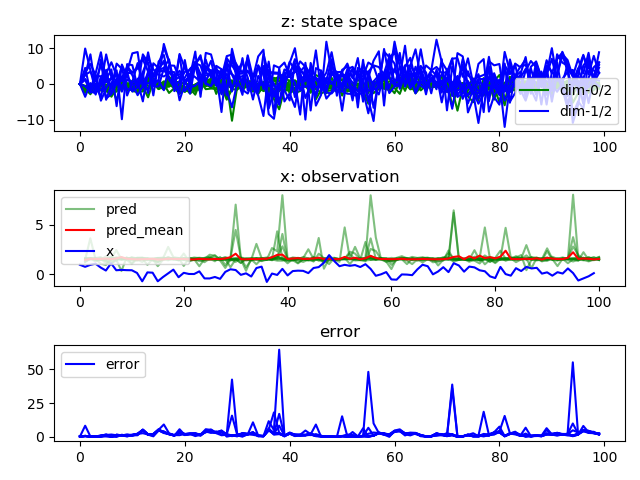 z: state space
10
0
−10
dim-0/2
dim-1/2
0 20 40 60 80 100
x: observation
5
0
pred
pred_mean
x
0 20 40 60 80 100
error
50
25
0
error
0 20 40 60 80 100